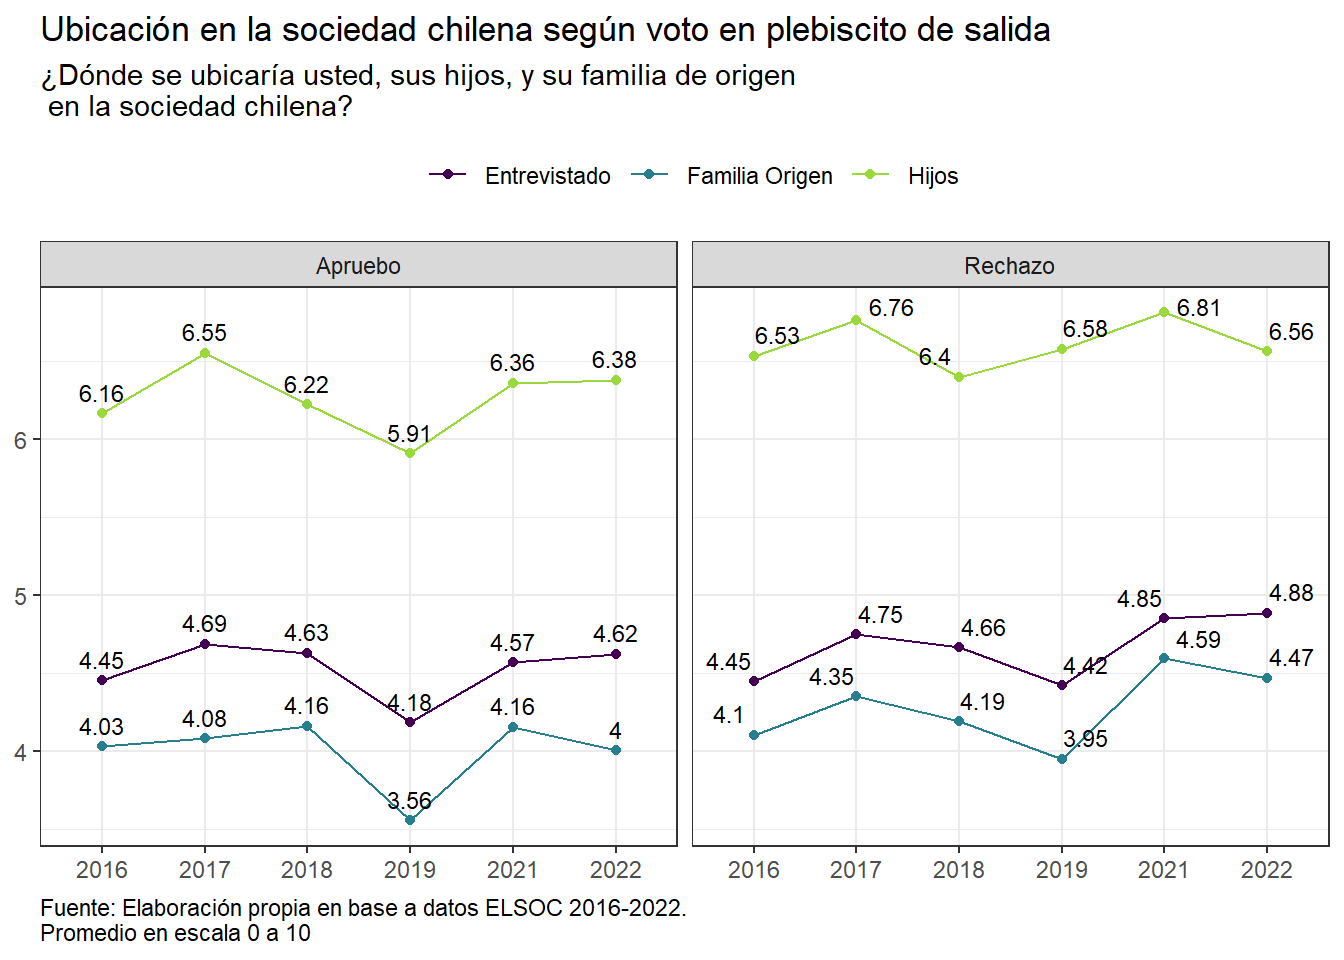 Ubicación en la sociedad chilena según voto en plebiscito de salida
¿Dónde se ubicaría usted, sus hijos, y su familia de origen
en la sociedad chilena?
Entrevistado Familia Origen Hijos
Apruebo Rechazo
6.16 6.55 6.22 5.91 6.36 6.38
4.45 4.69 4.63 4.18 4.57 4.62
4.03 4.08 4.16 3.56 4.16 4
6.53 6.76 6.4 6.58 6.81 6.56
4.45 4.75 4.66 4.42 4.85 4.88
4.1 4.35 4.19 3.95 4.59 4.47
6
5
4
2016 2017 2018 2019 2021 2022 2016 2017 2018 2019 2021 2022
Fuente: Elaboración propia en base a datos ELSOC 2016-2022.
Promedio en escala 0 a 10